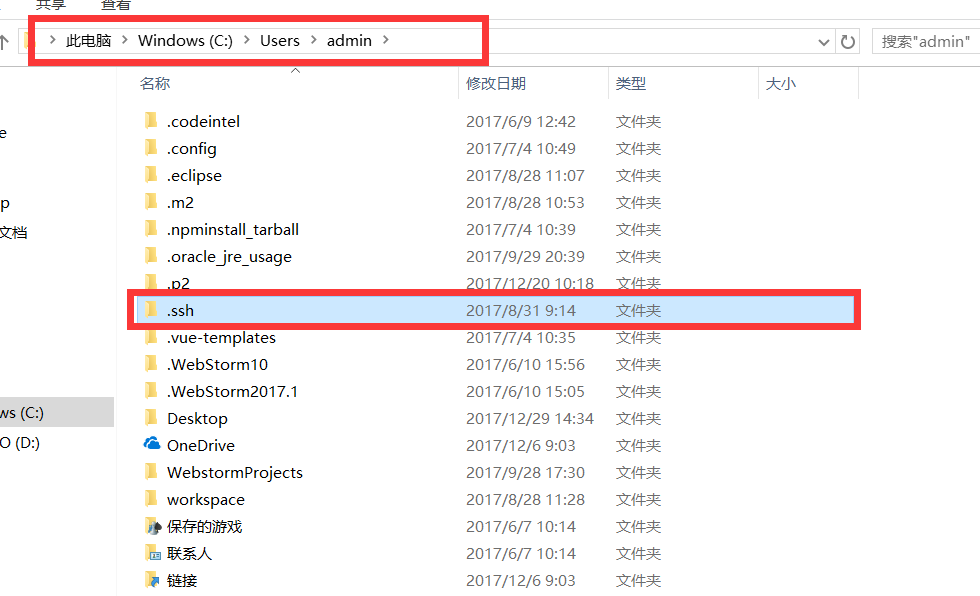 共享 查看
此电脑 > Windows (C:) > Users > admin >
搜索"admin"
名称 修改日期 类型 大小
.codeintel 2017/6/9 12:42 文件夹
.config 2017/7/4 10:49 文件夹
.eclipse 2017/8/28 11:07 文件夹
.m2 2017/8/28 10:53 文件夹
.npminstall_tarball 2017/7/4 10:39 文件夹
.oracle_jre_usage 2017/9/29 20:39 文件夹
.p2 2017/12/20 10:18 文件夹
.ssh 2017/8/31 9:14 文件夹
.vue-templates 2017/7/4 10:35 文件夹
.WebStorm10 2017/6/10 15:56 文件夹
.WebStorm2017.1 2017/6/10 15:05 文件夹
Desktop 2017/12/29 14:34 文件夹
OneDrive 2017/12/6 9:03 文件夹
WebstormProjects 2017/9/28 17:30 文件夹
workspace 2017/8/28 11:28 文件夹
保存的游戏 2017/6/7 10:14 文件夹
联系人 2017/6/7 10:14 文件夹
链接 2017/12/6 9:03 文件夹
e
p
文档
ws (C:)
O (D:)